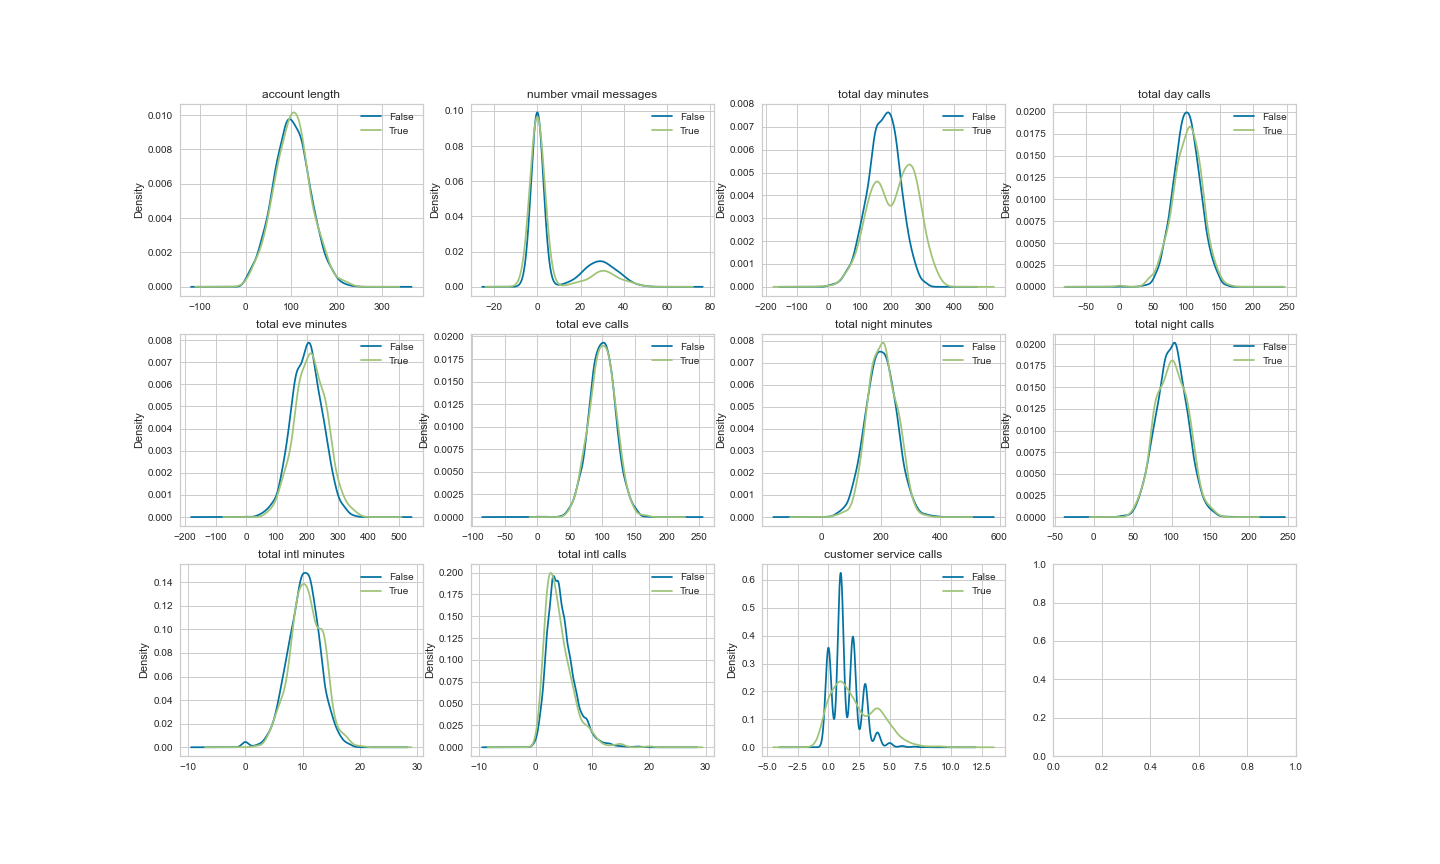 account length
False
True
0.010
0.008
0.006
0.004
0.002
0.000
Density
−100 0 100 200 300
number vmail messages
False
True
0.10
0.08
0.06
0.04
0.02
0.00
Density
−20 0 20 40 60 80
total day minutes
False
True
0.008
0.007
0.006
0.005
0.004
0.003
0.002
0.001
0.000
Density
−200 −100 0 100 200 300 400 500
total day calls
False
True
0.0200
0.0175
0.0150
0.0125
0.0100
0.0075
0.0050
0.0025
0.0000
Density
−50 0 50 100 150 200 250
total eve minutes
False
True
0.008
0.007
0.006
0.005
0.004
0.003
0.002
0.001
0.000
Density
−200 −100 0 100 200 300 400 500
total eve calls
False
True
0.0200
0.0175
0.0150
0.0125
0.0100
0.0075
0.0050
0.0025
0.0000
Density
−100 −50 0 50 100 150 200 250
total night minutes
False
True
0.008
0.007
0.006
0.005
0.004
0.003
0.002
0.001
0.000
Density
0 200 400 600
total night calls
False
True
0.0200
0.0175
0.0150
0.0125
0.0100
0.0075
0.0050
0.0025
0.0000
Density
−50 0 50 100 150 200 250
total intl minutes
False
True
0.14
0.12
0.10
0.08
0.06
0.04
0.02
0.00
Density
−10 0 10 20 30
total intl calls
False
True
0.200
0.175
0.150
0.125
0.100
0.075
0.050
0.025
0.000
Density
−10 0 10 20 30
customer service calls
False
True
0.6
0.5
0.4
0.3
0.2
0.1
0.0
Density
−5.0 −2.5 0.0 2.5 5.0 7.5 10.0 12.5
1.0
0.8
0.6
0.4
0.2
0.0
0.0 0.2 0.4 0.6 0.8 1.0